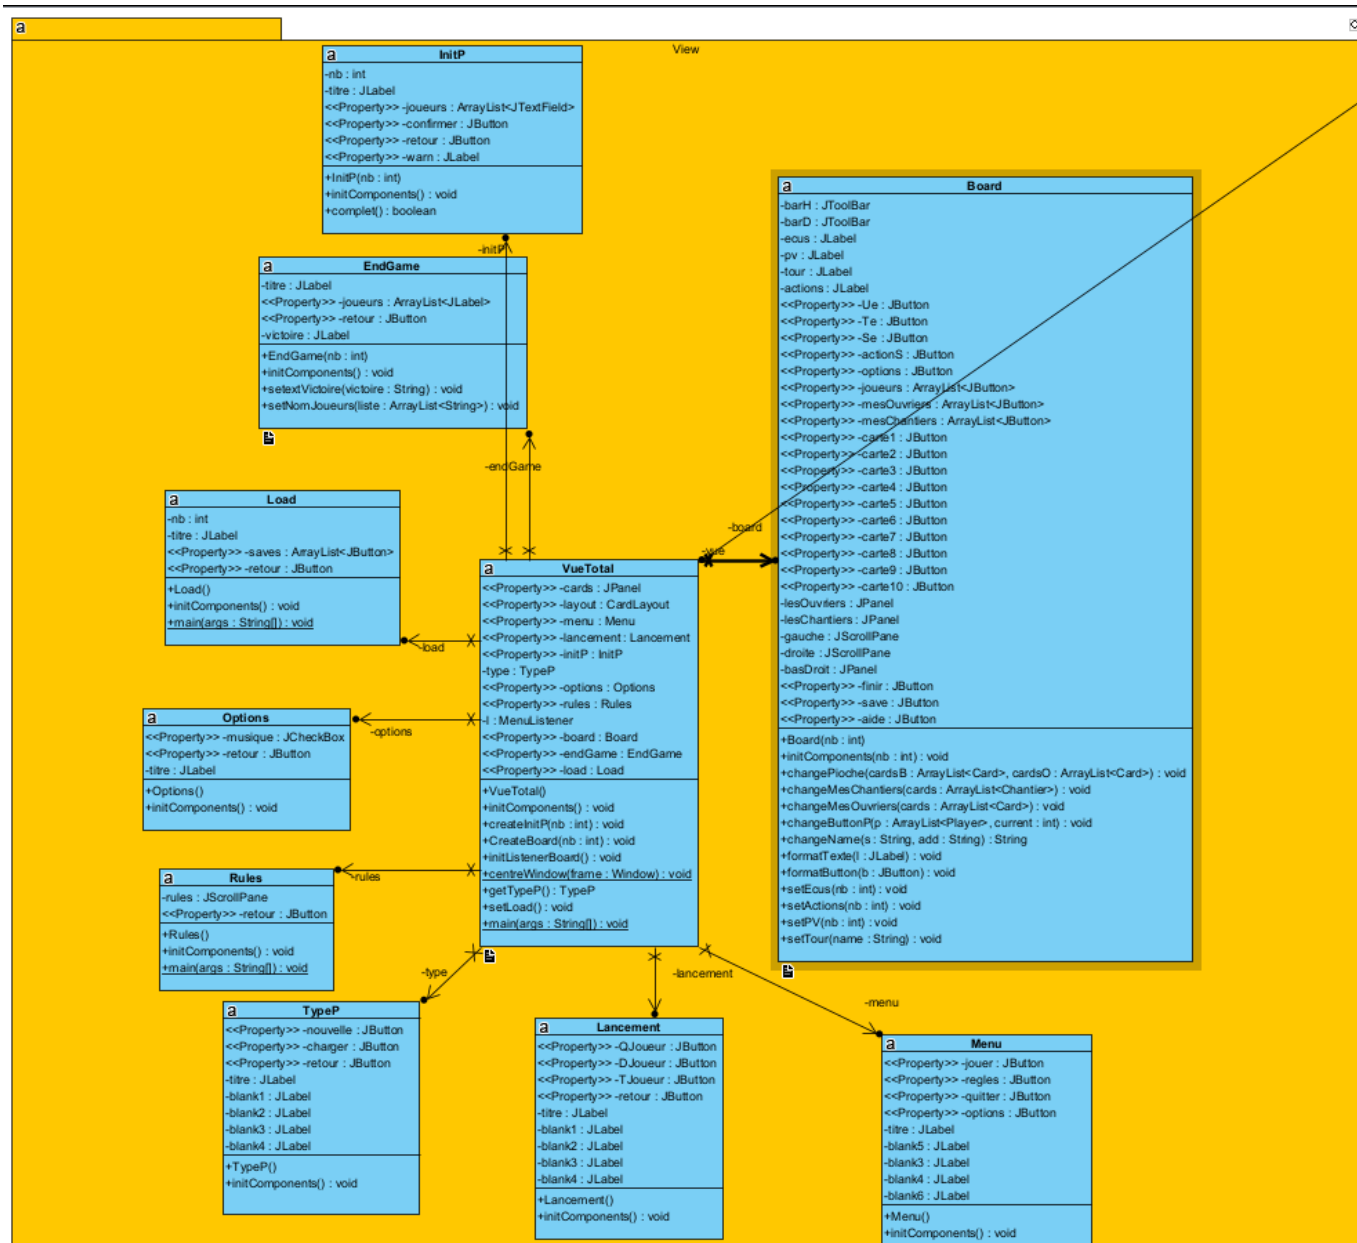 a
View
a InitP
-nb : int
-titre : JLabel
<<Property>> -joueurs : ArrayList<JTextField>
<<Property>> -confirmer : JButton
<<Property>> -retour : JButton
<<Property>> -warn : JLabel
+InitP(nb : int)
+initComponents() : void
+complet() : boolean
-initP
a EndGame
-titre : JLabel
<<Property>> -joueurs : ArrayList<JLabel>
<<Property>> -retour : JButton
-victoire : JLabel
+EndGame(nb : int)
+initComponents() : void
+setextVictoire(victoire : String) : void
+setNomJoueurs(liste : ArrayList<String>) : void
-endGame
a Load
-nb : int
-titre : JLabel
<<Property>> -saves : ArrayList<JButton>
<<Property>> -retour : JButton
+Load()
+initComponents() : void
+main(args : String[]) : void
-load
a Options
<<Property>> -musique : JCheckBox
<<Property>> -retour : JButton
-titre : JLabel
+Options()
+initComponents() : void
-options
a Rules
-rules : JScrollPane
<<Property>> -retour : JButton
+Rules()
+initComponents() : void
+main(args : String[]) : void
-rules
a VueTotal
<<Property>> -cards : JPanel
<<Property>> -layout : CardLayout
<<Property>> -menu : Menu
<<Property>> -lancement : Lancement
<<Property>> -initP : InitP
-type : TypeP
<<Property>> -options : Options
<<Property>> -rules : Rules
-l : MenuListener
<<Property>> -board : Board
<<Property>> -endGame : EndGame
<<Property>> -load : Load
+VueTotal()
+initComponents() : void
+createInitP(nb : int) : void
+CreateBoard(nb : int) : void
+initListenerBoard() : void
+centreWindow(frame : Window) : void
+getTypeP() : TypeP
+setLoad() : void
+main(args : String[]) : void
-board
-vue
a Board
-barH : JToolBar
-barD : JToolBar
-ecus : JLabel
-pv : JLabel
-tour : JLabel
-actions : JLabel
<<Property>> -Ue : JButton
<<Property>> -Te : JButton
<<Property>> -Se : JButton
<<Property>> -actionS : JButton
<<Property>> -options : JButton
<<Property>> -joueurs : ArrayList<JButton>
<<Property>> -mesOuvriers : ArrayList<JButton>
<<Property>> -mesChantiers : ArrayList<JButton>
<<Property>> -carte1 : JButton
<<Property>> -carte2 : JButton
<<Property>> -carte3 : JButton
<<Property>> -carte4 : JButton
<<Property>> -carte5 : JButton
<<Property>> -carte6 : JButton
<<Property>> -carte7 : JButton
<<Property>> -carte8 : JButton
<<Property>> -carte9 : JButton
<<Property>> -carte10 : JButton
-lesOuvriers : JPanel
-lesChantiers : JPanel
-gauche : JScrollPane
-droite : JScrollPane
-basDroit : JPanel
<<Property>> -finir : JButton
<<Property>> -save : JButton
<<Property>> -aide : JButton
+Board(nb : int)
+initComponents(nb : int) : void
+changePioche(cardsB : ArrayList<Card>, cardsO : ArrayList<Card>) : void
+changeMesChantiers(cards : ArrayList<Chantier>) : void
+changeMesOuvriers(cards : ArrayList<Card>) : void
+changeButtonP(p : ArrayList<Player>, current : int) : void
+changeName(s : String, add : String) : String
+formatTexte(l : JLabel) : void
+formatButton(b : JButton) : void
+setEcus(nb : int) : void
+setActions(nb : int) : void
+setPV(nb : int) : void
+setTour(name : String) : void
-type
-lancement
-menu
a TypeP
<<Property>> -nouvelle : JButton
<<Property>> -charger : JButton
<<Property>> -retour : JButton
-titre : JLabel
-blank1 : JLabel
-blank2 : JLabel
-blank3 : JLabel
-blank4 : JLabel
+TypeP()
+initComponents() : void
a Lancement
<<Property>> -QJoueur : JButton
<<Property>> -DJoueur : JButton
<<Property>> -TJoueur : JButton
<<Property>> -retour : JButton
-titre : JLabel
-blank1 : JLabel
-blank2 : JLabel
-blank3 : JLabel
-blank4 : JLabel
+Lancement()
+initComponents() : void
a Menu
<<Property>> -jouer : JButton
<<Property>> -regles : JButton
<<Property>> -quitter : JButton
<<Property>> -options : JButton
-titre : JLabel
-blank5 : JLabel
-blank3 : JLabel
-blank4 : JLabel
-blank6 : JLabel
+Menu()
+initComponents() : void